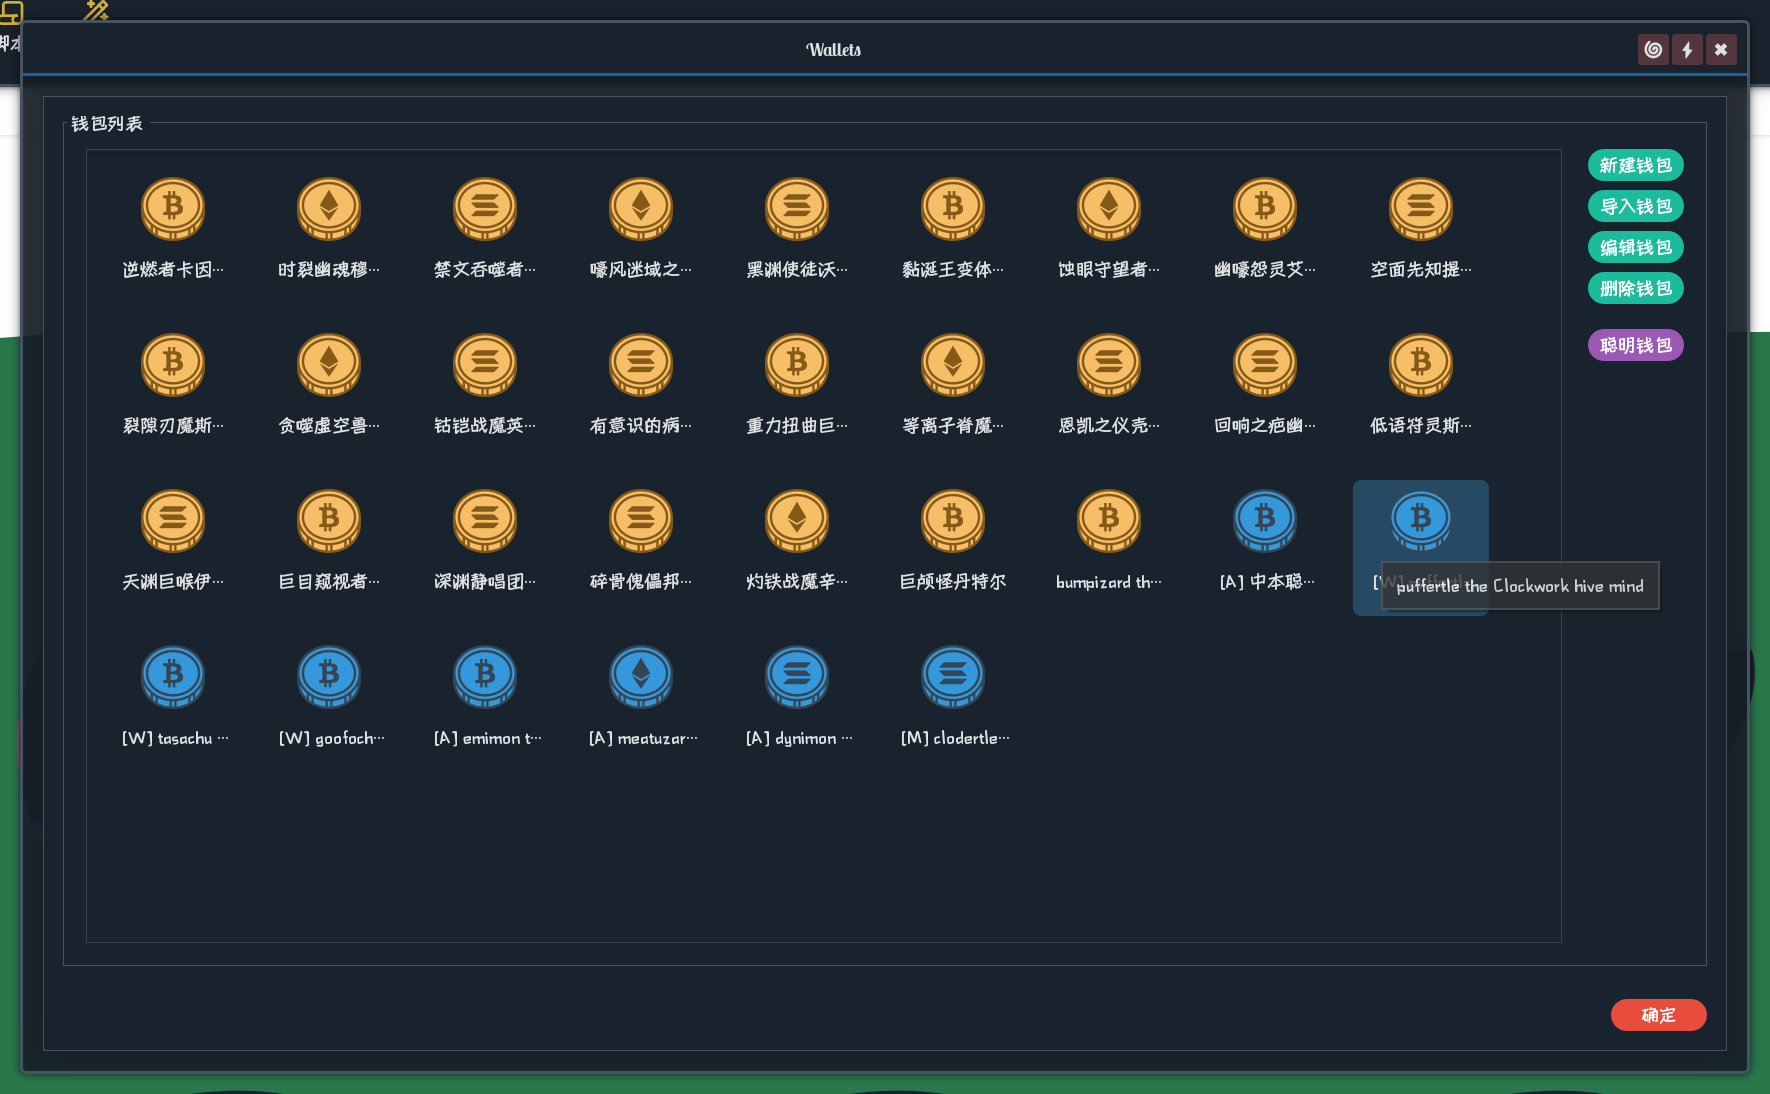 脚本
Wallets
钱包列表
逆燃者卡因…
时裂幽魂穆…
禁文吞噬者…
嚎风迷域之…
黑渊使徒沃…
黏涎王变体…
蚀眼守望者…
幽嚎怨灵艾…
空面先知提…
裂隙刃魔斯…
贪噬虚空兽…
钴铠战魔英…
有意识的病…
重力扭曲巨…
等离子脊魔…
恩凯之仪壳…
回响之疤幽…
低语符灵斯…
天渊巨喉伊…
巨目窥视者…
深渊静唱团…
碎骨傀儡邦…
灼铁战魔辛…
巨颅怪丹特尔
bumpizard th…
[A] 中本聪…
puffertle the Clockwork hive mind
[W] tasachu …
[W] goofoch…
[A] emimon t…
[A] meatuzar…
[A] dynimon …
[M] clodertle…
新建钱包
导入钱包
编辑钱包
删除钱包
聪明钱包
确定